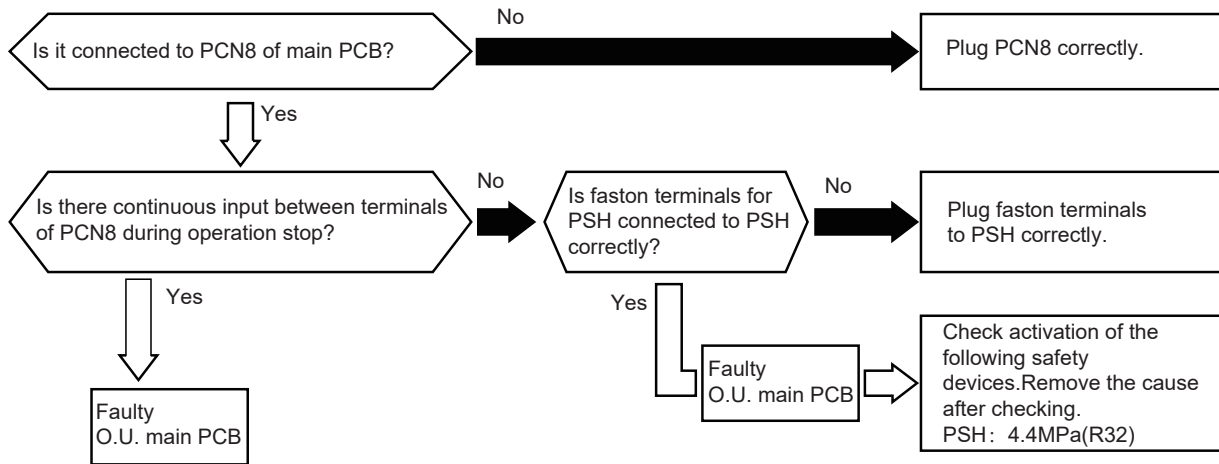 No
Is it connected to PCN8 of main PCB?
Plug PCN8 correctly.
Yes
Is there continuous input between terminals
of PCN8 during operation stop?
No
Is faston terminals for
PSH connected to PSH
correctly?
No
Plug faston terminals
to PSH correctly.
Yes
Yes
Faulty
O.U. main PCB
Faulty
O.U. main PCB
Check activation of the
following safety
devices.Remove the cause
after checking.
PSH : 4.4MPa(R32)